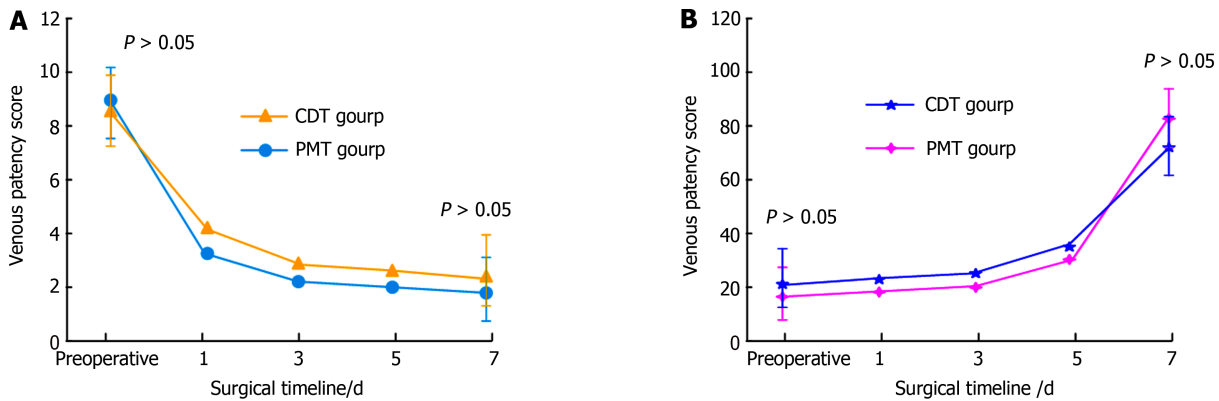 A
12
10
8
6
4
2
0
Venous patency score
P > 0.05
CDT gourp
PMT gourp
P > 0.05
Preoperative 1 3 5 7
Surgical timeline/d
B
120
100
80
60
40
20
0
Venous patency score
P > 0.05
CDT gourp
PMT gourp
P > 0.05
Preoperative 1 3 5 7
Surgical timeline /d